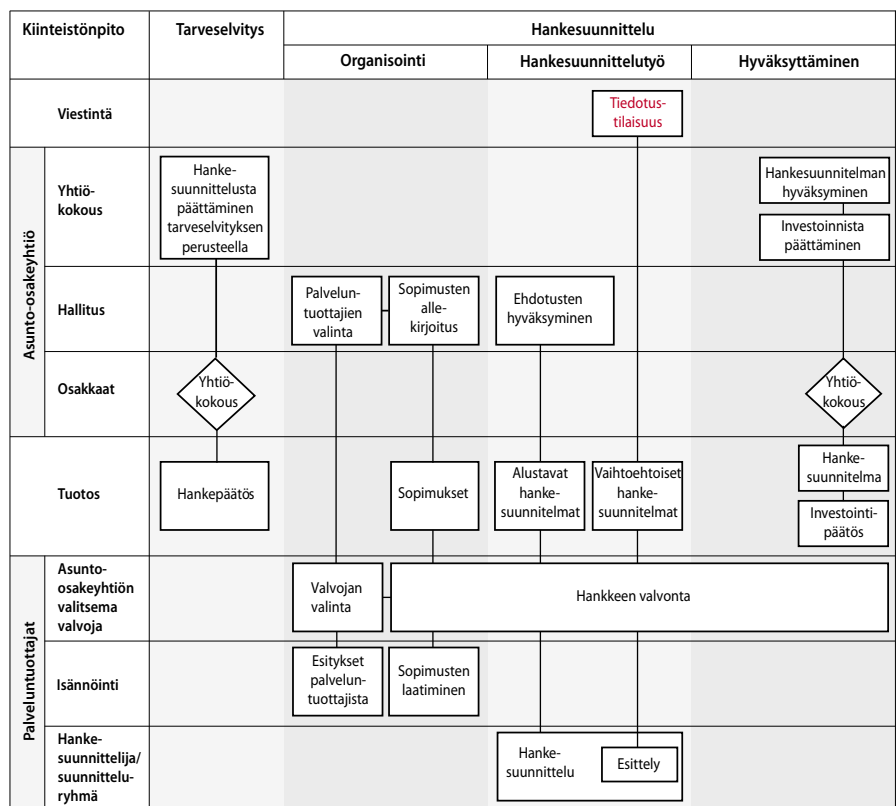 Kiinteistönpito
Tarveselvitys
Hankesuunnittelu
Organisointi
Hankesuunnittelutyö
Hyväksyttäminen
Viestintä
Tiedotus-
tilaisuus
Asunto-osakeyhtiö
Yhtiö-
kokous
Hanke-
suunnittelusta
päättäminen
tarveselvityksen
perusteella
Hankesuunnitelman
hyväksyminen
Investoinnista
päättäminen
Hallitus
Palvelun-
tuottajien
valinta
Sopimusten
alle-
kirjoitus
Ehdotusten
hyväksyminen
Osakkaat
Yhtiö-
kokous
Yhtiö-
kokous
Tuotos
Hankepäätös
Sopimukset
Alustavat
hanke-
suunnitelmat
Vaihtoehtoiset
hanke-
suunnitelmat
Hanke-
suunnitelma
Investointi-
päätös
Palveluntuottajat
Asunto-
osakeyhtiön
valitsema
valvoja
Valvojan
valinta
Hankkeen valvonta
Isännöinti
Esitykset
palvelun-
tuottajista
Sopimusten
laatiminen
Hanke-
suunnittelija/
suunnittelu-
ryhmä
Hanke-
suunnittelu
Esittely